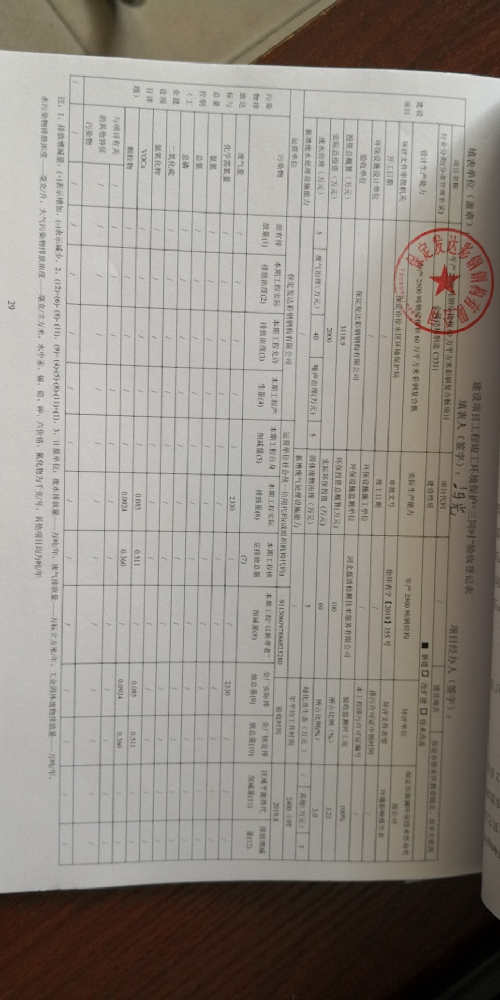 建设项目工程竣工环境保护"三同时"验收登记表
填表单位（盖章）： 填表人（签字）： 项目经办人（签字）：
保定发达彩钢钢构有限公司
建设项目
项目名称 年产 2500 吨钢结构和 60 万平方米彩钢复合板项目 项目代码 / 建设地点
行业分类(分类管理名录) 金属结构制造 C3311 建设性质 ■ 新建 □ 改扩建 □ 技术改造
设计生产能力 年产 2500 吨钢结构和 60 万平方米彩钢复合板 实际生产能力 年产 2500 吨钢结构 环评单位
环评文件审批机关 保定市徐水区环境保护局 审批文号 徐环表字【2018】155 号 环评文件类型 环境影响报告表
开工日期 / 竣工日期 / 排污许可证申领时间 /
环保设施设计单位 / 环保设施施工单位 / 本工程排污许可证编号 /
验收单位 保定发达彩钢钢构有限公司 环保设施监测单位 河北磊清检测技术服务有限公司 验收监测时工况 100%
投资总概算（万元） 3118.9 环保投资总概算(万元) 100 所占比例（%） 3.21
实际总投资（万元） 2000 实际环保投资（万元） 60 所占比例(%) 3.0
废水治理（万元） 5 废气治理(万元) 40 噪声治理(万元) 5 固体废物治理（万元） 5 绿化及生态（万元） / 其他(万元) 5
新增废水处理设施能力 / 新增废气处理设施能力 / 年平均工作时间 2400 小时
运营单位 保定发达彩钢钢构有限公司 运营单位社会统一信用代码(或组织机构代码) 911306097886825280 验收时间 2019.8
污染物排放达标与总量控制（工业建设项目详填）
污染物 原有排放量(1) 本期工程实际排放浓度(2) 本期工程允许排放浓度(3) 本期工程产生量(4) 本期工程自身削减量(5) 本期工程实际排放量(6) 本期工程核定排放总量(7) 本期工程"以新带老"削减量(8) 全厂实际排放总量(9) 全厂核定排放总量(10) 区域平衡替代削减量(11) 排放增减量(12)
废气量 / / / / / 2330 / / 2330 / / /
化学需氧量 / / / / / / / / / / / /
氨氮 / / / / / / / / / / / /
总氮 / / / / / / / / / / / /
总磷 / / / / / / / / / / / /
二氧化硫 / / / / / / / / / / / /
氮氧化物 / / / / / / / / / / / /
VOCs / / / / / 0.085 0.511 / 0.085 0.511 / /
颗粒物 / / / / / 0.0924 0.360 / 0.0924 0.360 / /
与项目有关的其他特征污染物 / / / / / / / / / / / / /
/ / / / / / / / / / / / /
/ / / / / / / / / / / / / / /
注：1、排放增减量：(+)表示增加，(-)表示减少。2、(12)=(6)-(8)-(11)，(9)=(4)-(5)-(8)-(11)+(1)。3、计量单位：废水排放量——万吨/年，废气排放量——万标立方米/年，工业固体废物排放量——万吨/年，
水污染物排放浓度——毫克/升，大气污染物排放浓度——毫克/立方米，水中汞、镉、铅、砷、六价铬、氰化物为千克/年，其他项目均为吨/年
29